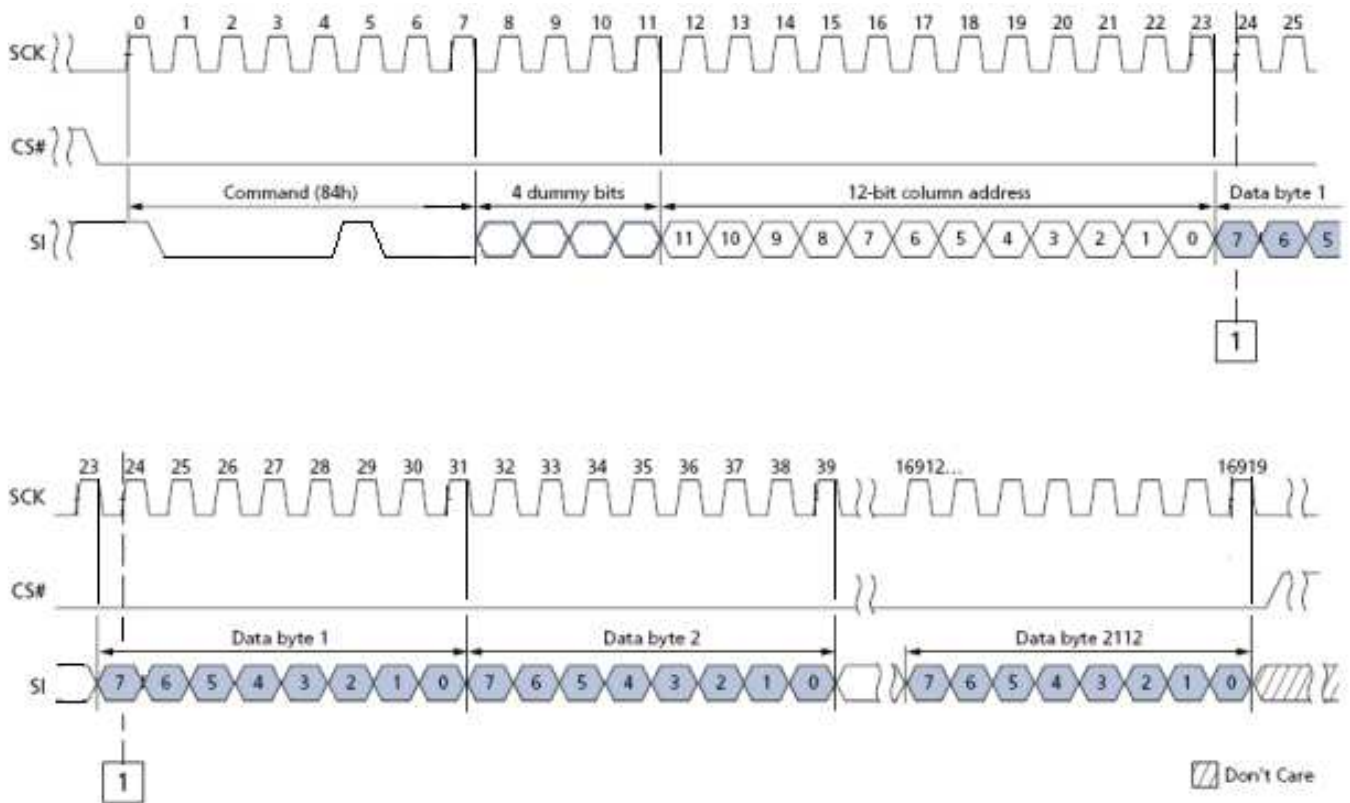 0 1 2 3 4 5 6 7 8 9 10 11 12 13 14 15 16 17 18 19 20 21 22 23 24 25
SCK
CS#
Command (84h) 4 dummy bits 12-bit column address Data byte 1
SI 11 10 9 8 7 6 5 4 3 2 1 0 7 6 5
1
23 24 25 26 27 28 29 30 31 32 33 34 35 36 37 38 39 16912... 16919
SCK
CS#
Data byte 1 Data byte 2 Data byte 2112
SI 7 6 5 4 3 2 1 0 7 6 5 4 3 2 1 0 7 6 5 4 3 2 1 0
1
Don't Care